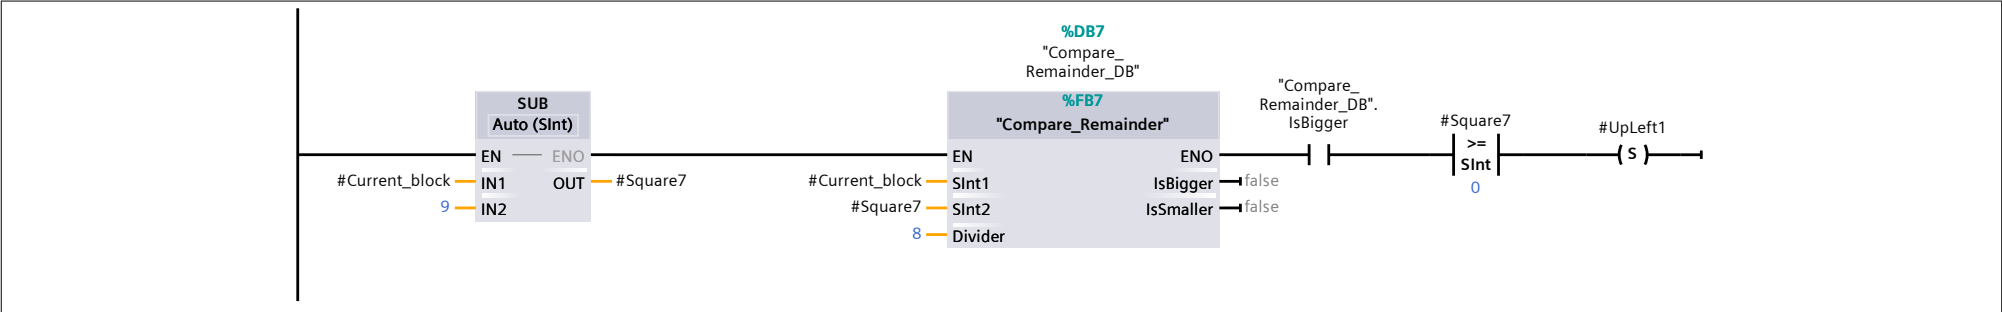 %DB7
"Compare_
Remainder_DB"
SUB
Auto (SInt)
EN
ENO
#Current_block
IN1
OUT
#Square7
9
IN2
%FB7
"Compare_Remainder"
EN
ENO
#Current_block
SInt1
IsBigger
false
#Square7
SInt2
IsSmaller
false
8
Divider
"Compare_
Remainder_DB".
IsBigger
#Square7
>=
SInt
0
#UpLeft1
S